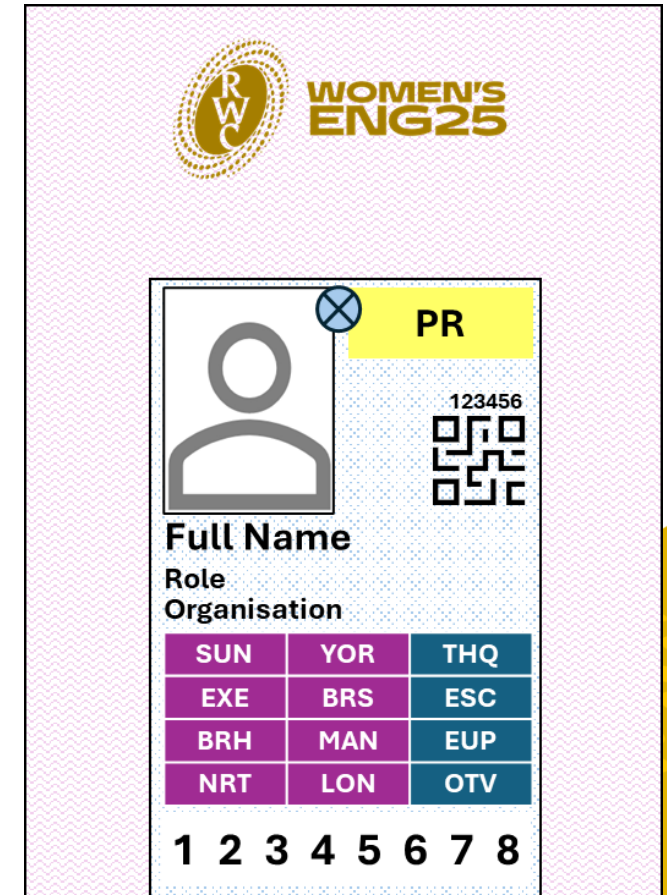 RWC
WOMEN'S
ENG25
PR
123456
Full Name
Role
Organisation
SUN YOR THQ
EXE BRS ESC
BRH MAN EUP
NRT LON OTV
1 2 3 4 5 6 7 8